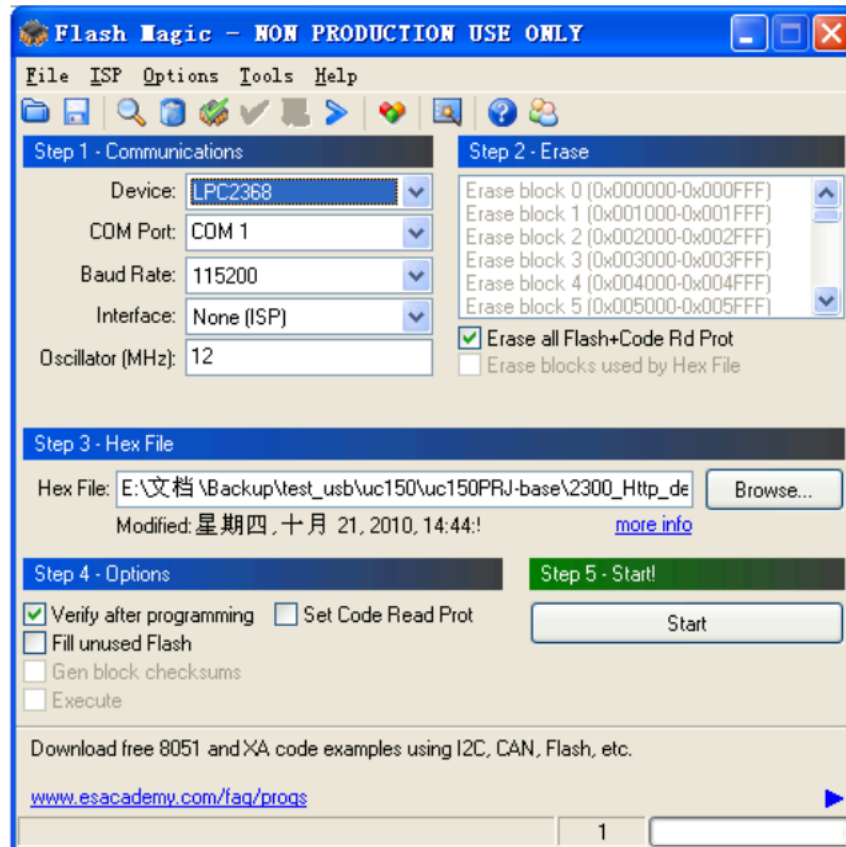 Flash Magic - NON PRODUCTION USE ONLY
File ISP Options Tools Help
Step 1 - Communications
Device: LPC2368
COM Port: COM 1
Baud Rate: 115200
Interface: None (ISP)
Oscillator (MHz): 12
Step 2 - Erase
Erase block 0 (0x000000-0x000FFF)
Erase block 1 (0x001000-0x001FFF)
Erase block 2 (0x002000-0x002FFF)
Erase block 3 (0x003000-0x003FFF)
Erase block 4 (0x004000-0x004FFF)
Erase block 5 (0x005000-0x005FFF)
Erase all Flash+Code Rd Prot
Erase blocks used by Hex File
Step 3 - Hex File
Hex File: E:\文档\Backup\test_usb\uc150\uc150PRJ-base\2300_Http_de Browse...
Modified: 星期四, 十月 21, 2010, 14:44:! more info
Step 4 - Options
Verify after programming Set Code Read Prot
Fill unused Flash
Gen block checksums
Execute
Step 5 - Start!
Start
Download free 8051 and XA code examples using I2C, CAN, Flash, etc.
www.esacademy.com/faq/progs
1